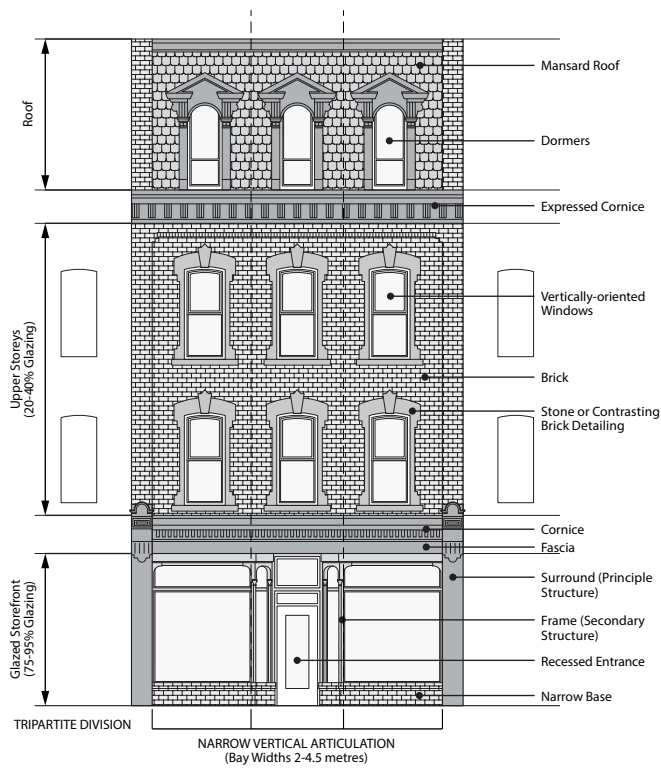 Roof
Mansard Roof
Dormers
Expressed Cornice
Upper Storeys
(20-40% Glazing)
Vertically-oriented
Windows
Brick
Stone or Contrasting
Brick Detailing
Cornice
Fascia
Glazed Storefront
(75-95% Glazing)
Surround (Principle
Structure)
Frame (Secondary
Structure)
Recessed Entrance
Narrow Base
TRIPARTITE DIVISION
NARROW VERTICAL ARTICULATION
(Bay Widths 2-4.5 metres)